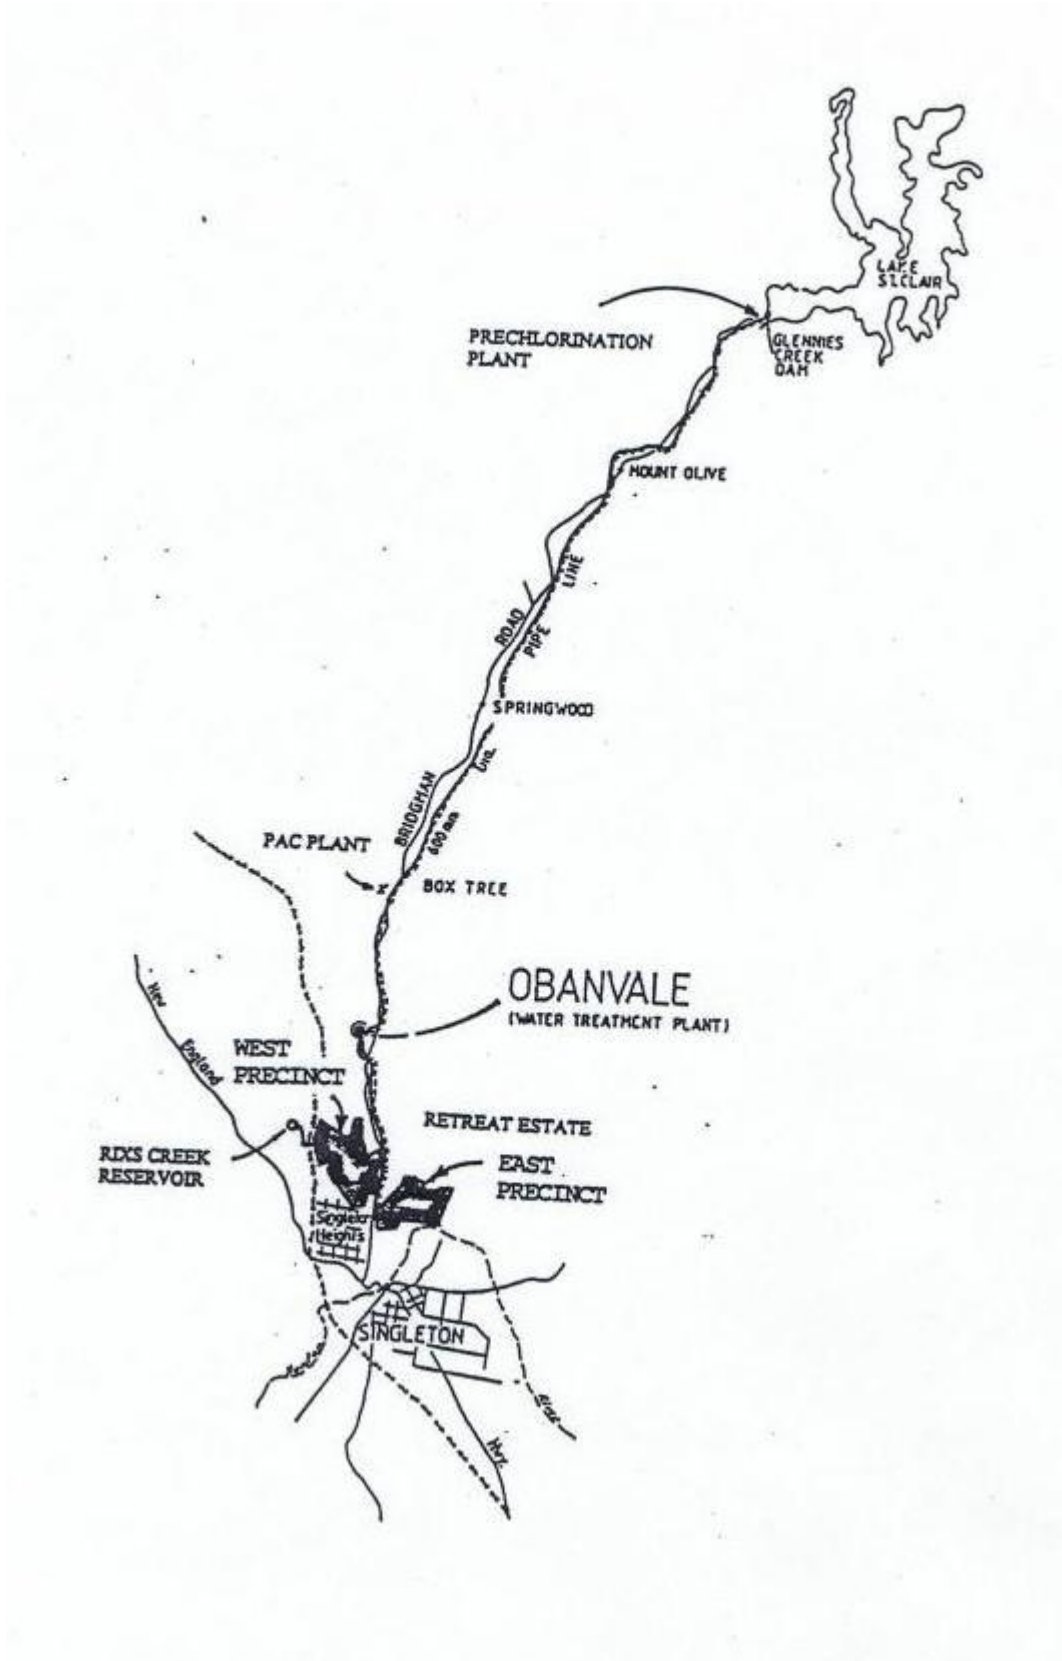 LAKE
ST.CLAIR
PRECHLORINATION
PLANT
GLENNIES
CREEK
DAM
MOUNT OLIVE
LINE
ROAD
PIPE
SPRINGWOOD
DIA.
BRIDGMAN
600 mm
PAC PLANT
BOX TREE
OBANVALE
(WATER TREATMENT PLANT)
New
England
WEST
PRECINCT
RETREAT ESTATE
RIXS CREEK
RESERVOIR
EAST
PRECINCT
Heights
SINGLETON
River
Hwy.